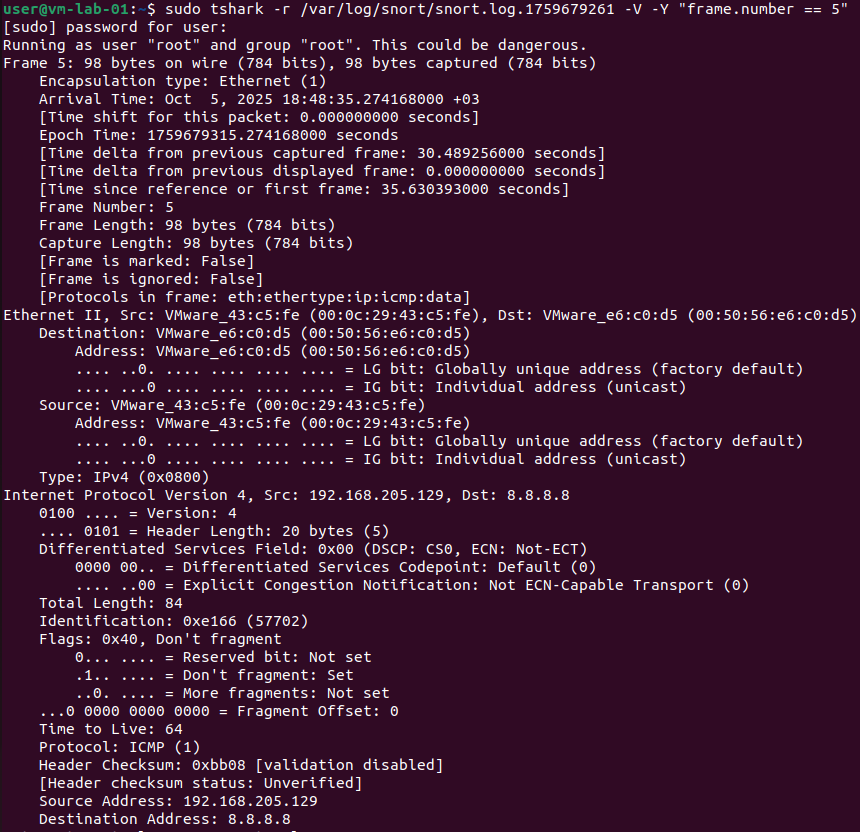 user@vm-lab-01:~$ sudo tshark -r /var/log/snort/snort.log.1759679261 -V -Y "frame.number == 5"
[sudo] password for user:
Running as user "root" and group "root". This could be dangerous.
Frame 5: 98 bytes on wire (784 bits), 98 bytes captured (784 bits)
    Encapsulation type: Ethernet (1)
    Arrival Time: Oct  5, 2025 18:48:35.274168000 +03
    [Time shift for this packet: 0.000000000 seconds]
    Epoch Time: 1759679315.274168000 seconds
    [Time delta from previous captured frame: 30.489256000 seconds]
    [Time delta from previous displayed frame: 0.000000000 seconds]
    [Time since reference or first frame: 35.630393000 seconds]
    Frame Number: 5
    Frame Length: 98 bytes (784 bits)
    Capture Length: 98 bytes (784 bits)
    [Frame is marked: False]
    [Frame is ignored: False]
    [Protocols in frame: eth:ethertype:ip:icmp:data]
Ethernet II, Src: VMware_43:c5:fe (00:0c:29:43:c5:fe), Dst: VMware_e6:c0:d5 (00:50:56:e6:c0:d5)
    Destination: VMware_e6:c0:d5 (00:50:56:e6:c0:d5)
        Address: VMware_e6:c0:d5 (00:50:56:e6:c0:d5)
        .... ..0. .... .... .... .... = LG bit: Globally unique address (factory default)
        .... ...0 .... .... .... .... = IG bit: Individual address (unicast)
    Source: VMware_43:c5:fe (00:0c:29:43:c5:fe)
        Address: VMware_43:c5:fe (00:0c:29:43:c5:fe)
        .... ..0. .... .... .... .... = LG bit: Globally unique address (factory default)
        .... ...0 .... .... .... .... = IG bit: Individual address (unicast)
    Type: IPv4 (0x0800)
Internet Protocol Version 4, Src: 192.168.205.129, Dst: 8.8.8.8
    0100 .... = Version: 4
    .... 0101 = Header Length: 20 bytes (5)
    Differentiated Services Field: 0x00 (DSCP: CS0, ECN: Not-ECT)
        0000 00.. = Differentiated Services Codepoint: Default (0)
        .... ..00 = Explicit Congestion Notification: Not ECN-Capable Transport (0)
    Total Length: 84
    Identification: 0xe166 (57702)
    Flags: 0x40, Don't fragment
        0... .... = Reserved bit: Not set
        .1.. .... = Don't fragment: Set
        ..0. .... = More fragments: Not set
    ...0 0000 0000 0000 = Fragment Offset: 0
    Time to Live: 64
    Protocol: ICMP (1)
    Header Checksum: 0xbb08 [validation disabled]
    [Header checksum status: Unverified]
    Source Address: 192.168.205.129
    Destination Address: 8.8.8.8